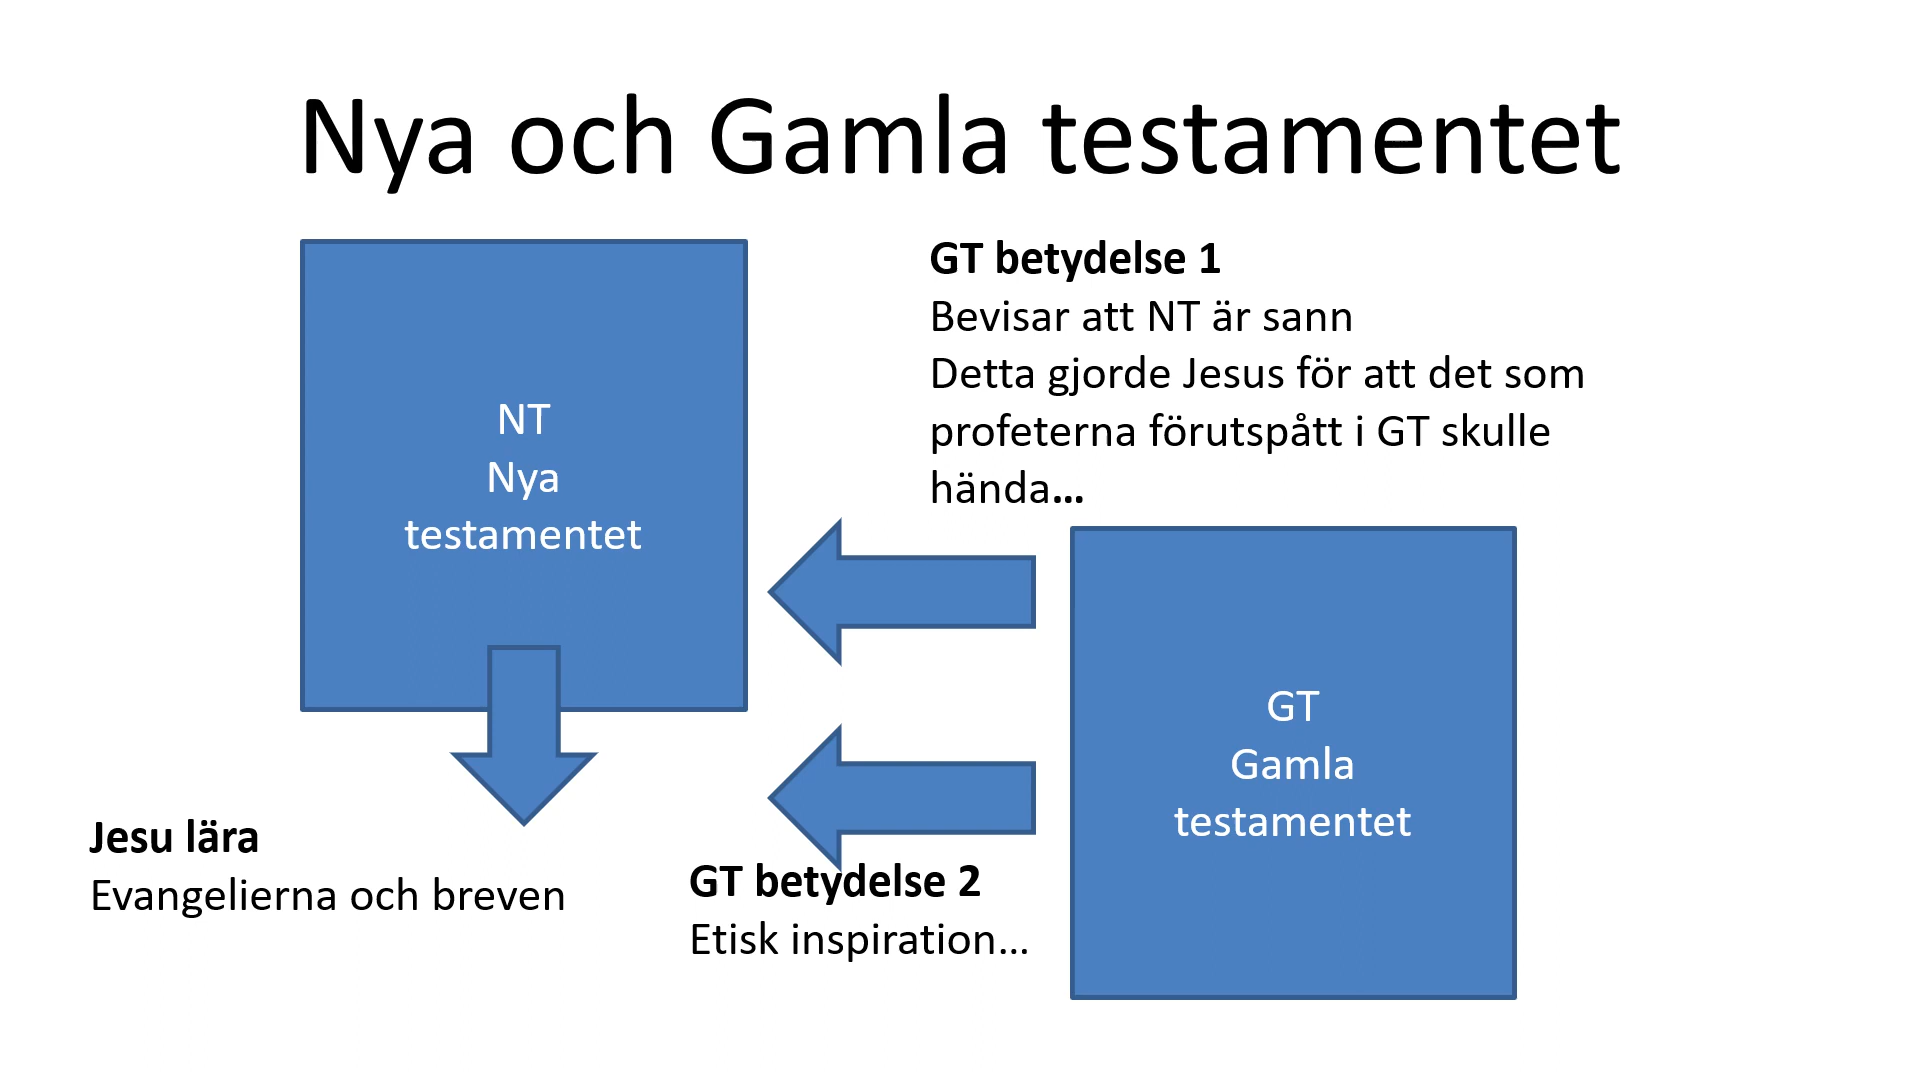 Nya och Gamla testamentet
NT
Nya
testamentet
GT betydelse 1
Bevisar att NT är sann
Detta gjorde Jesus för att det som
profeterna förutspått i GT skulle
hända…
GT
Gamla
testamentet
Jesu lära
Evangelierna och breven
GT betydelse 2
Etisk inspiration…